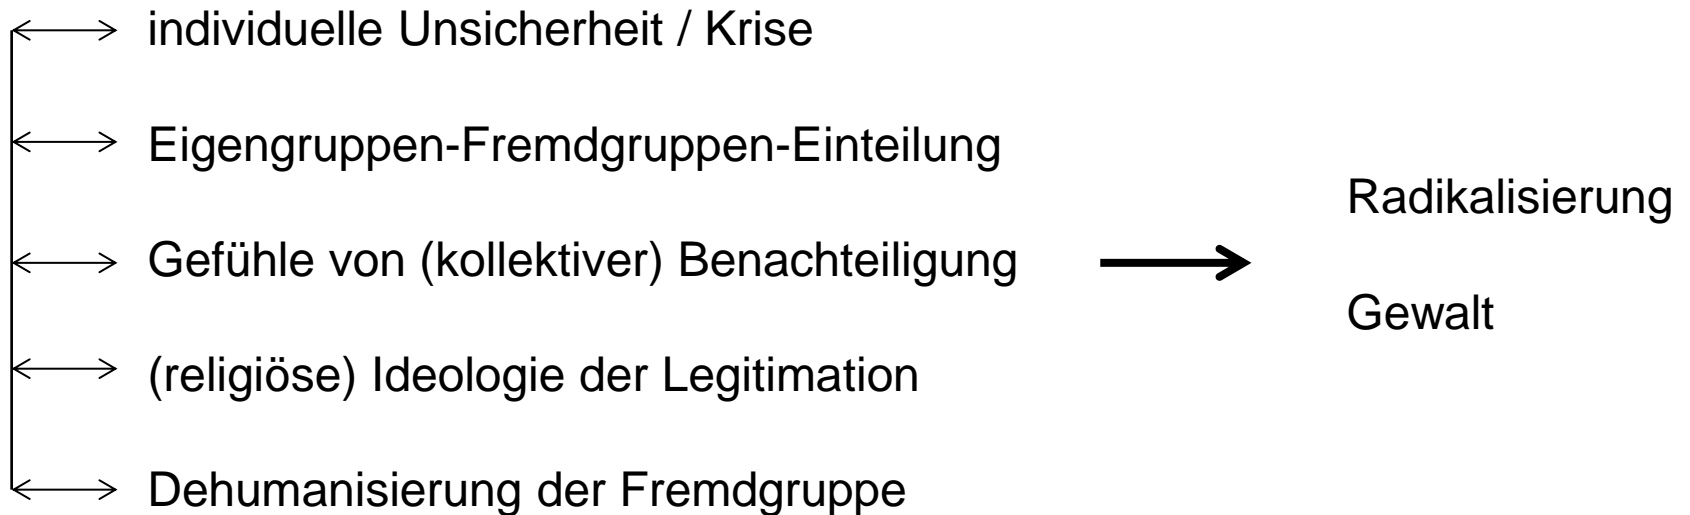 individuelle Unsicherheit / Krise
Eigengruppen-Fremdgruppen-Einteilung
Gefühle von (kollektiver) Benachteiligung
(religiöse) Ideologie der Legitimation
Dehumanisierung der Fremdgruppe
Radikalisierung
Gewalt